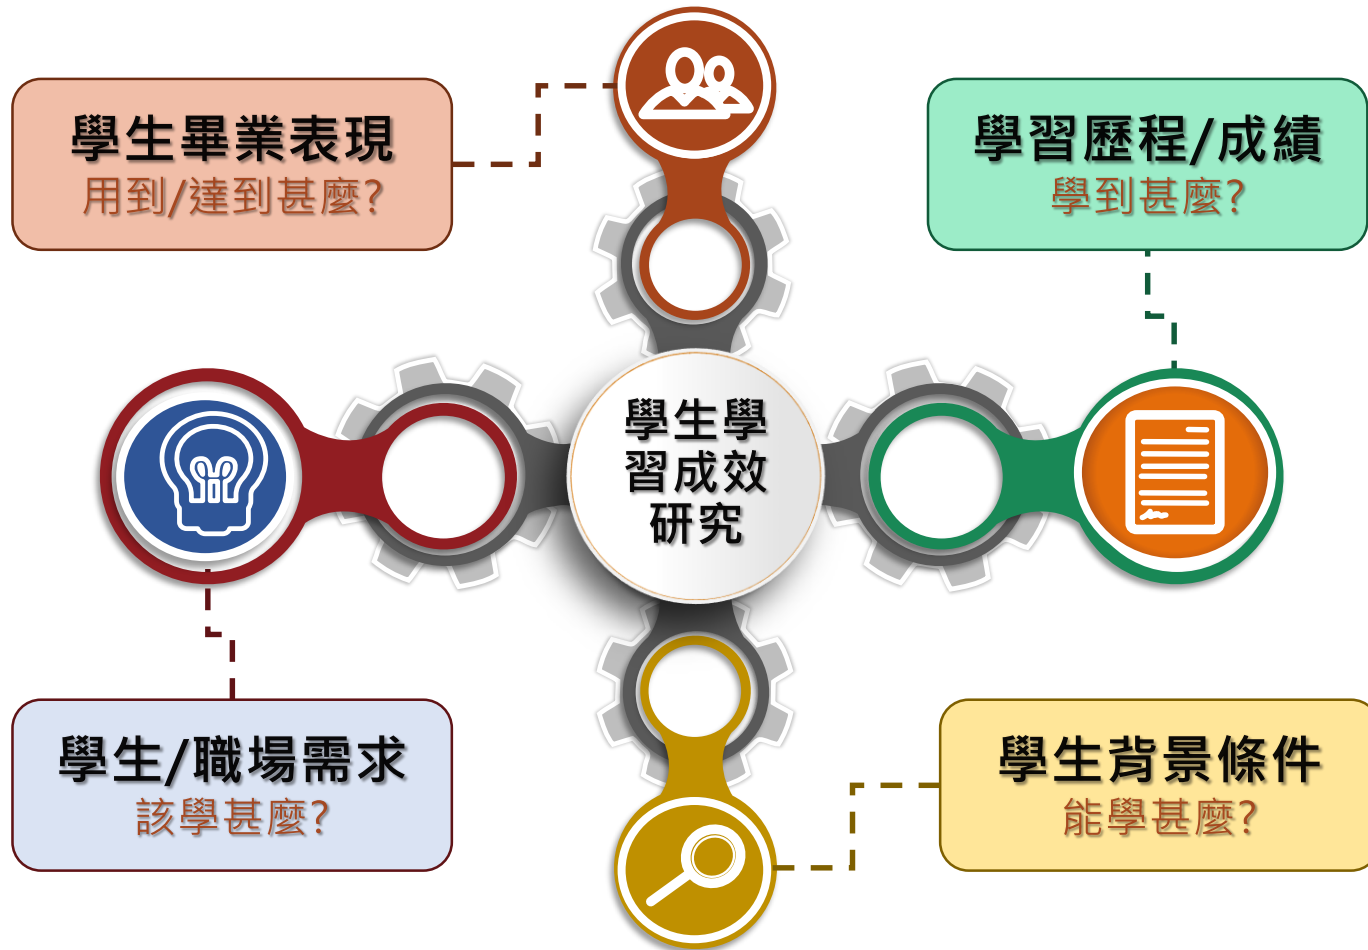 學生畢業表現
用到/達到甚麼?
學習歷程/成績
學到甚麼?
學生學
習成效
研究
學生/職場需求
該學甚麼?
學生背景條件
能學甚麼?